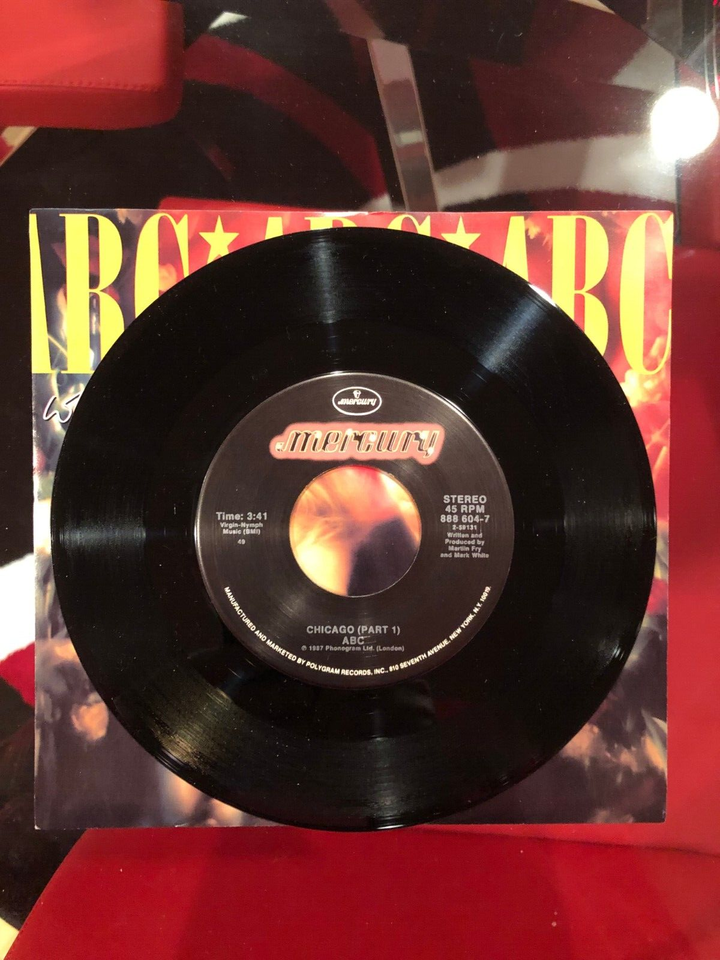 ABC★ABC★ABC
mercury
mercury
Time: 3:41
Virgin-Nymph
Music (BMI)
49
STEREO
45 RPM
888 604-7
2-59131
Written and
Produced by
Martin Fry
and Mark White
CHICAGO (PART 1)
ABC
℗ 1987 Phonogram Ltd. (London)
MANUFACTURED AND MARKETED BY POLYGRAM RECORDS, INC., 810 SEVENTH AVENUE, NEW YORK, N.Y. 10019